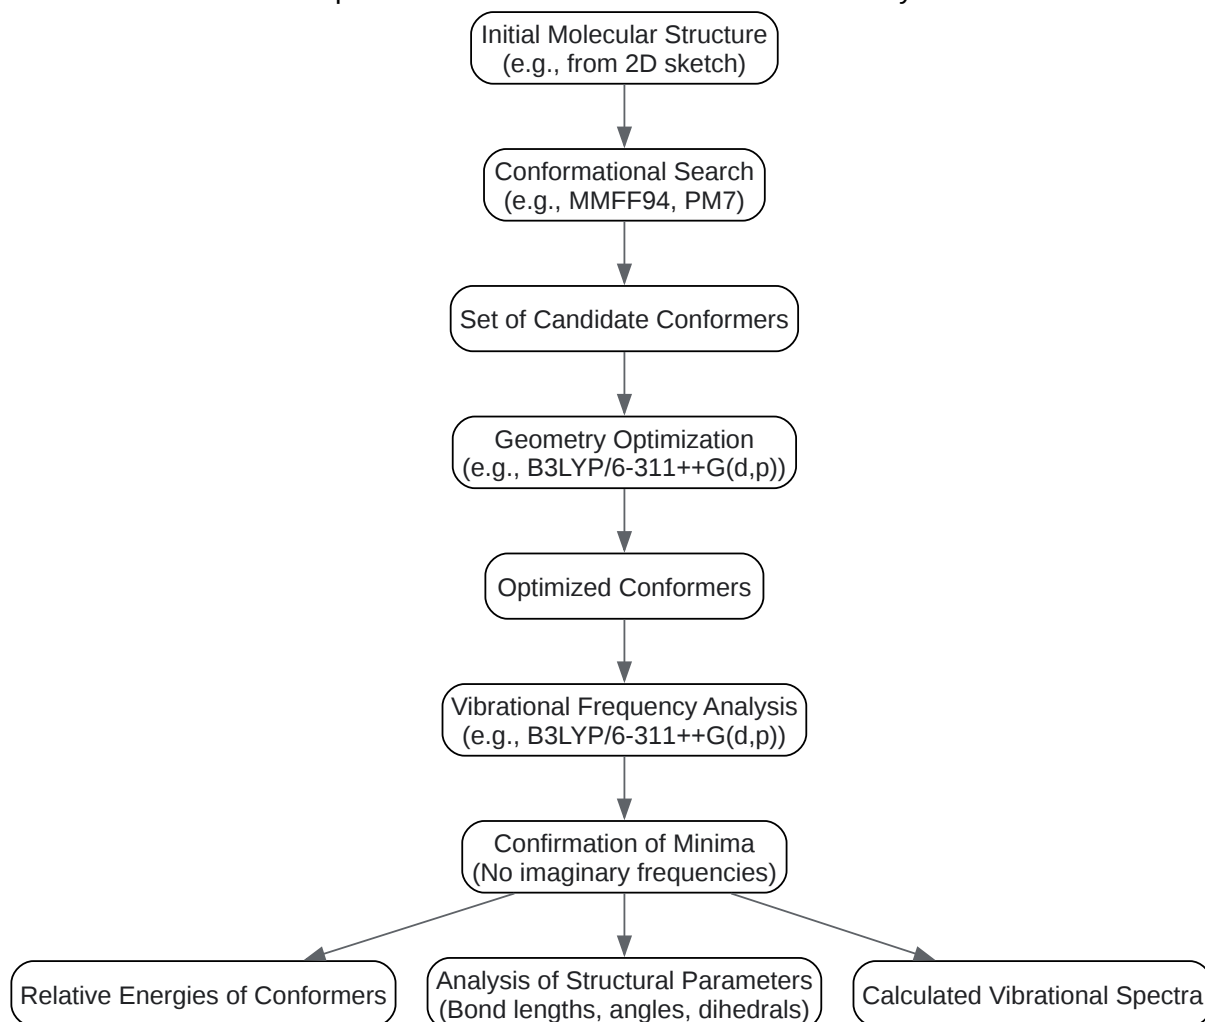 Initial Molecular Structure
(e.g., from 2D sketch)
Conformational Search
(e.g., MMFF94, PM7)
Set of Candidate Conformers
Geometry Optimization
(e.g., B3LYP/6-311++G(d,p))
Optimized Conformers
Vibrational Frequency Analysis
(e.g., B3LYP/6-311++G(d,p))
Confirmation of Minima
(No imaginary frequencies)
Relative Energies of Conformers
Analysis of Structural Parameters
(Bond lengths, angles, dihedrals)
Calculated Vibrational Spectra